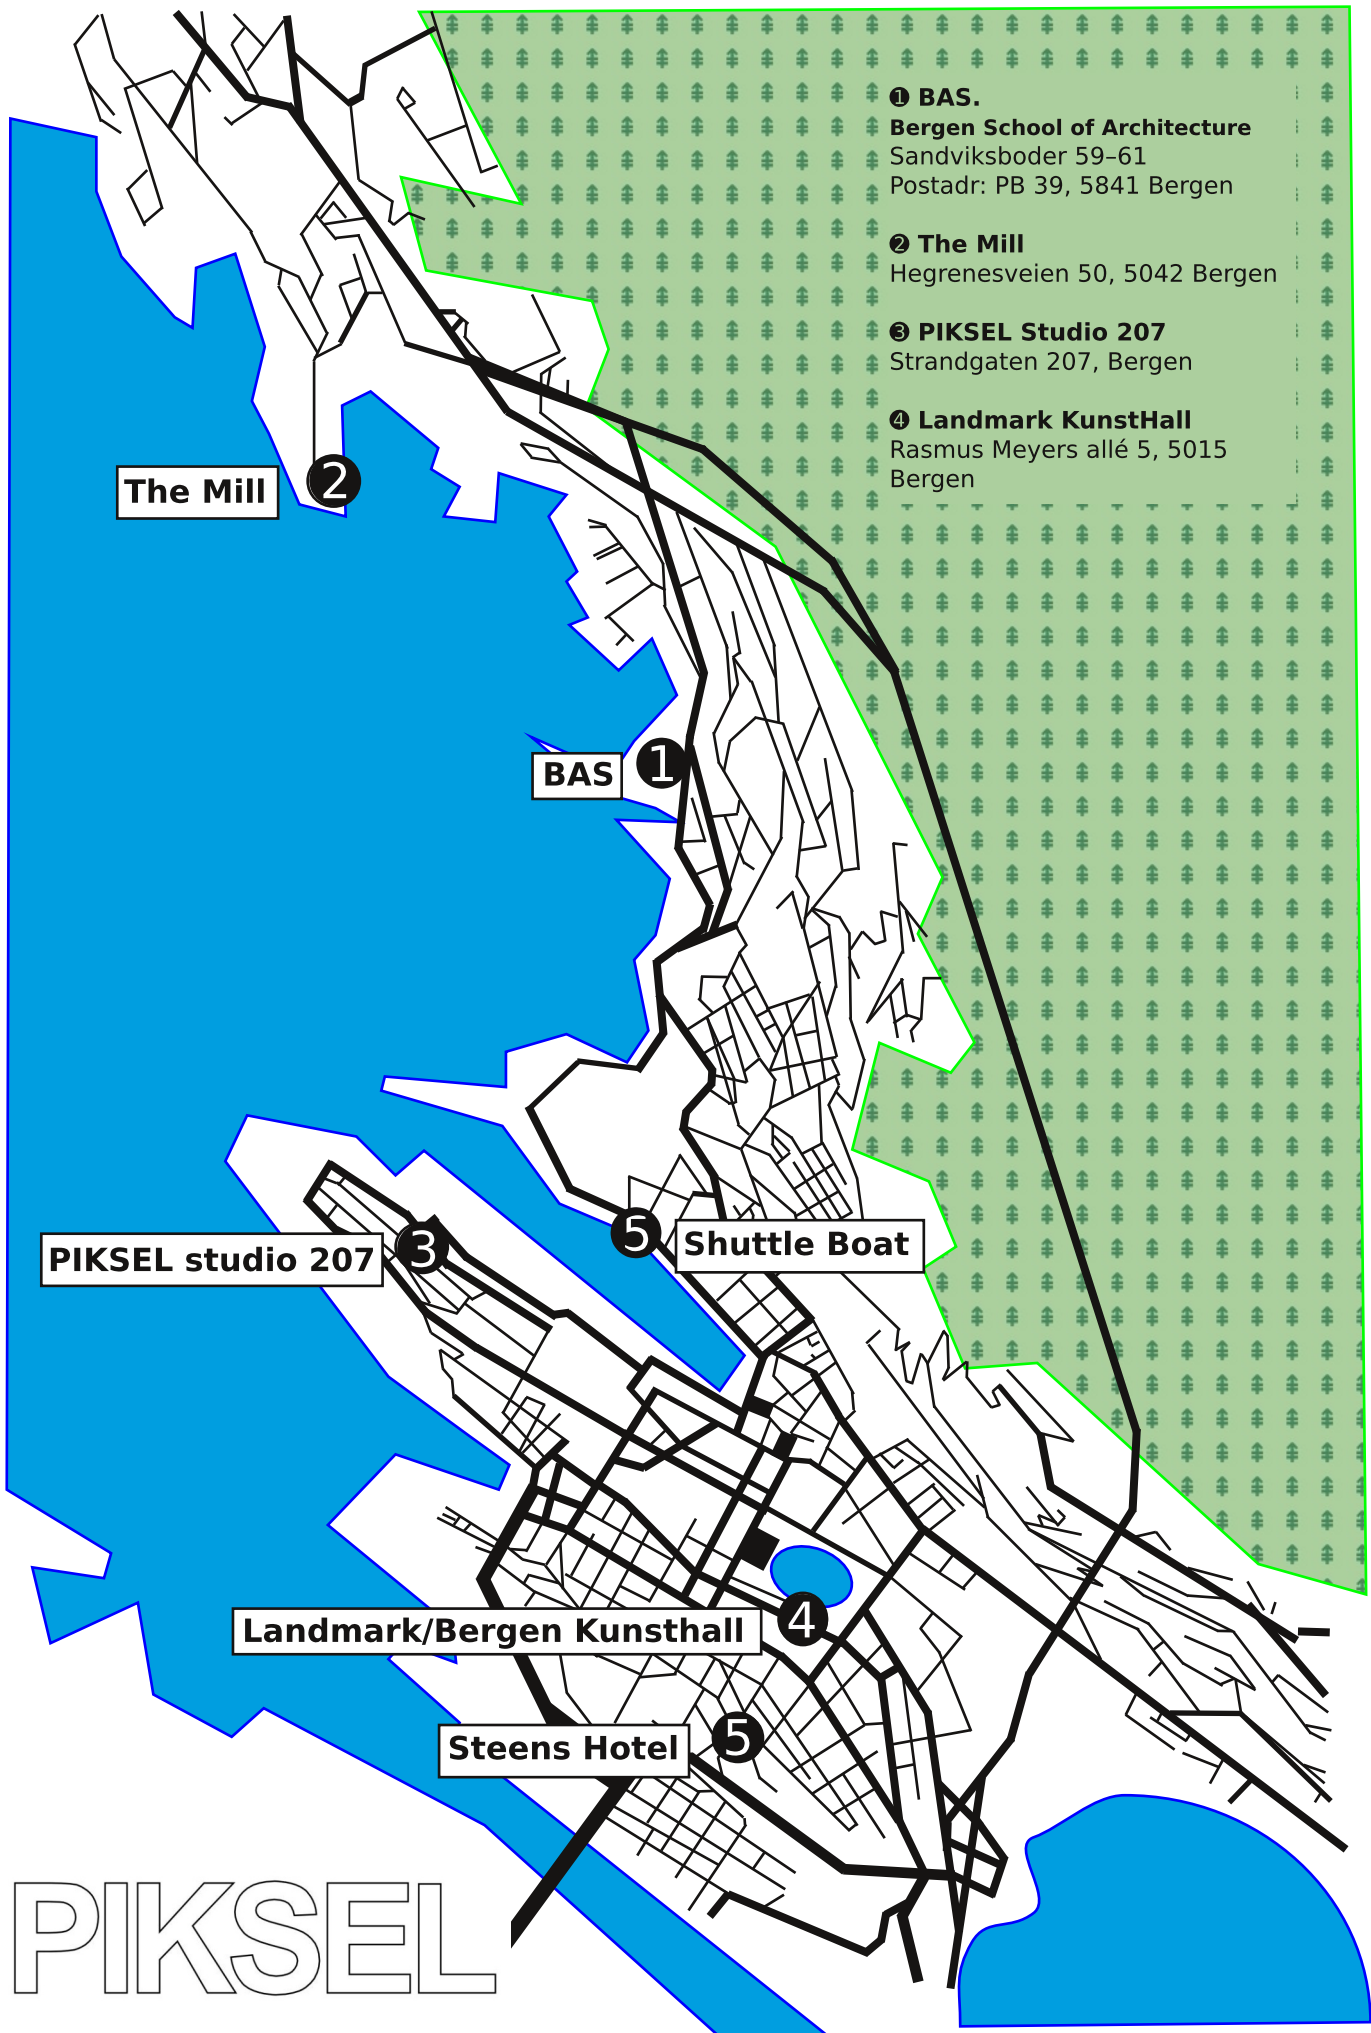 ❶ BAS.
Bergen School of Architecture
Sandviksboder 59–61
Postadr: PB 39, 5841 Bergen
❷ The Mill
Hegrenesveien 50, 5042 Bergen
❸ PIKSEL Studio 207
Strandgaten 207, Bergen
❹ Landmark KunstHall
Rasmus Meyers allé 5, 5015
Bergen
The Mill
2
BAS
1
5
Shuttle Boat
PIKSEL studio 207
3
Landmark/Bergen Kunsthall
4
Steens Hotel
5
PIKSEL